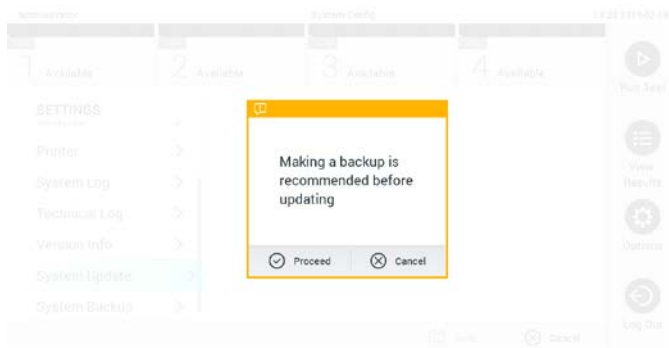 Administrator
System Config
1 Available
2 Available
3 Available
4 Available
Run Test
SETTINGS
Printer
System Log
Technical Log
Version Info
System Update
System Backup
Making a backup is
recommended before
updating
Proceed
Cancel
View
Results
Options
Save
Cancel
Log Out